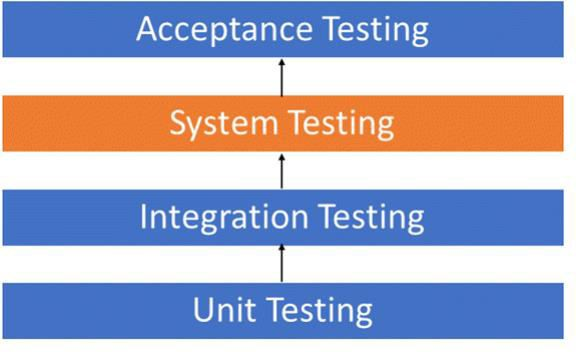 Acceptance Testing
System Testing
Integration Testing
Unit Testing